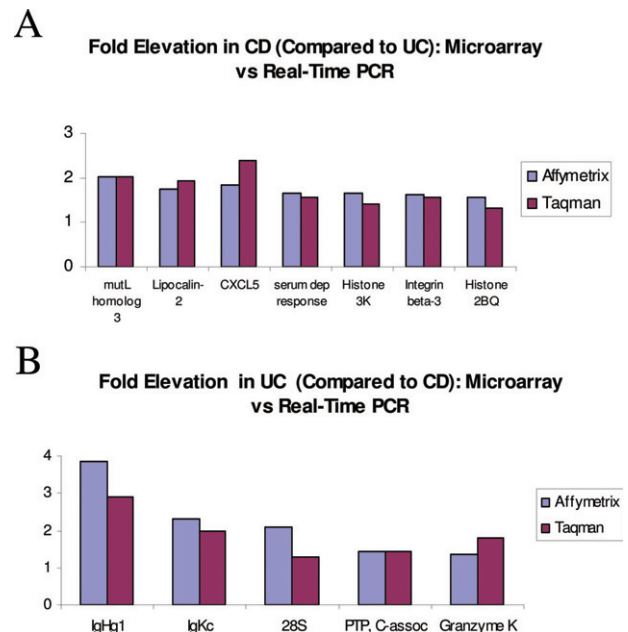 A
Fold Elevation in CD (Compared to UC): Microarray
vs Real-Time PCR
3
2
1
0
mutL
homolog
3
Lipocalin-
2
CXCL5
serum dep
response
Histone
3K
Integrin
beta-3
Histone
2BQ
Affymetrix
Taqman
B
Fold Elevation in UC (Compared to CD): Microarray
vs Real-Time PCR
4
3
2
1
0
IgHg1
IgKc
28S
PTP, C-assoc
Granzyme K
Affymetrix
Taqman